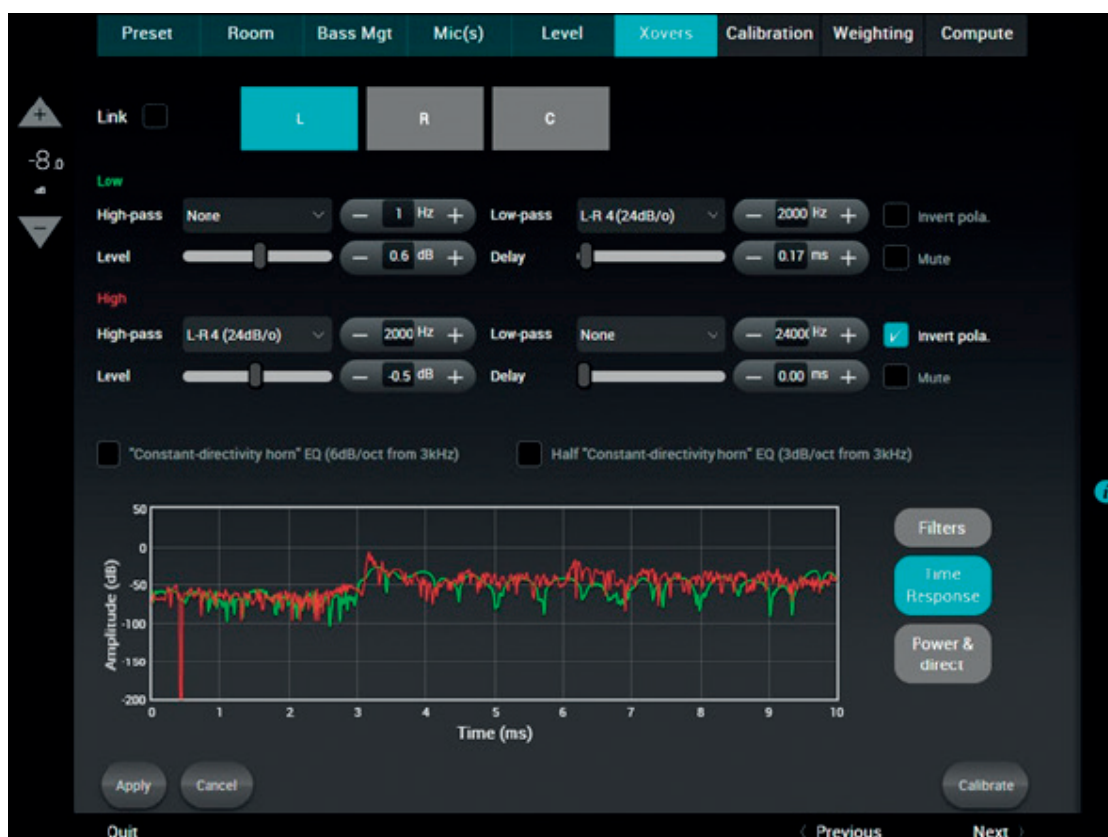 Preset Room Bass Mgt Mic(s) Level Xovers Calibration Weighting Compute
Link L R C
+
-8.0
dB
−
Low
High-pass None − 1 Hz + Low-pass L-R 4 (24dB/o) − 2000 Hz + Invert pola.
Level − 0.6 dB + Delay − 0.17 ms + Mute
High
High-pass L-R 4 (24dB/o) − 2000 Hz + Low-pass None − 2400 Hz + Invert pola.
Level − -0.5 dB + Delay − 0.00 ms + Mute
"Constant-directivity horn" EQ (6dB/oct from 3kHz) Half "Constant-directivity horn" EQ (3dB/oct from 3kHz)
i
50
0
-50
-100
-150
-200
Amplitude (dB)
0 1 2 3 4 5 6 7 8 9 10
Time (ms)
Filters
Time
Response
Power &
direct
Apply Cancel Calibrate
Quit Previous Next